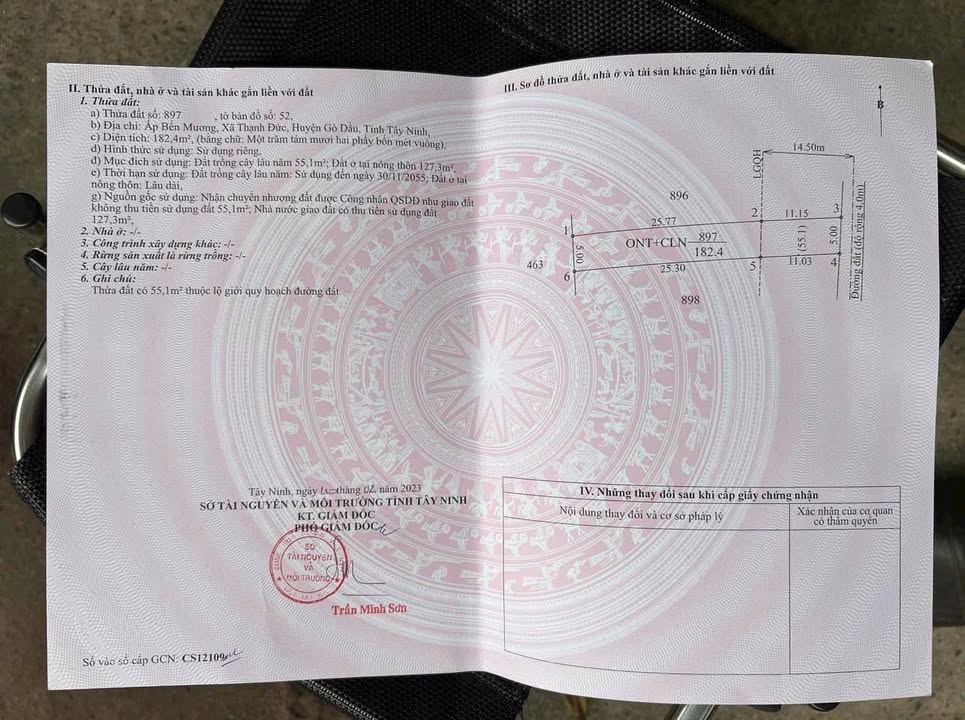 II. Thửa đất, nhà ở và tài sản khác gắn liền với đất
1. Thửa đất:
a) Thửa đất số: 897 , tờ bản đồ số: 52,
b) Địa chỉ: Ấp Bến Mương, Xã Thạnh Đức, Huyện Gò Dầu, Tỉnh Tây Ninh,
c) Diện tích: 182,4m², (bằng chữ: Một trăm tám mươi hai phẩy bốn mét vuông),
d) Hình thức sử dụng: Sử dụng riêng,
đ) Mục đích sử dụng: Đất trồng cây lâu năm 55,1m²; Đất ở tại nông thôn 127,3m²,
e) Thời hạn sử dụng: Đất trồng cây lâu năm: Sử dụng đến ngày 30/11/2055; Đất ở tại
nông thôn: Lâu dài,
g) Nguồn gốc sử dụng: Nhận chuyển nhượng đất được Công nhận QSDĐ như giao đất
không thu tiền sử dụng đất 55,1m²; Nhà nước giao đất có thu tiền sử dụng đất
127,3m²,
2. Nhà ở: -/-
3. Công trình xây dựng khác: -/-
4. Rừng sản xuất là rừng trồng: -/-
5. Cây lâu năm: -/-
6. Ghi chú:
Thửa đất có 55,1m² thuộc lộ giới quy hoạch đường đất.
Tây Ninh, ngày tháng 02 năm 2023
SỞ TÀI NGUYÊN VÀ MÔI TRƯỜNG TỈNH TÂY NINH
KT. GIÁM ĐỐC
PHÓ GIÁM ĐỐC
SỞ
TÀI NGUYÊN
VÀ
MÔI TRƯỜNG
Trần Minh Sơn
Số vào sổ cấp GCN: CS12109
III. Sơ đồ thửa đất, nhà ở và tài sản khác gắn liền với đất
B
14.50m
LGQH
896
1
25.77
2
11.15
3
5.00
ONT+CLN
897
182.4
(55.1)
5.00
Đường đất (độ rộng 4.0m)
463
6
25.30
5
11.03
4
898
IV. Những thay đổi sau khi cấp giấy chứng nhận
Nội dung thay đổi và cơ sở pháp lý
Xác nhận của cơ quan
có thẩm quyền